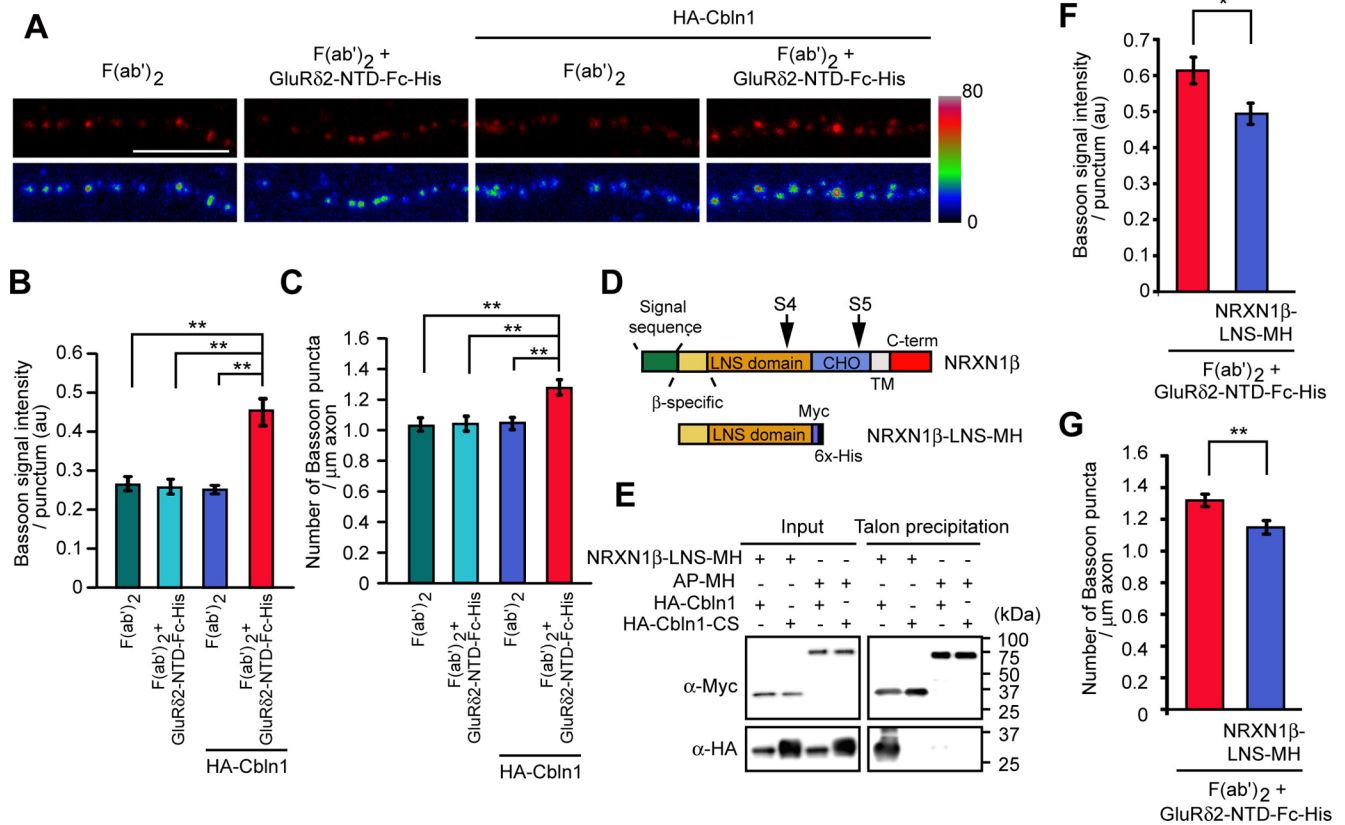 A
HA-Cbln1
F(ab')2
F(ab')2 +
GluRδ2-NTD-Fc-His
F(ab')2
F(ab')2 +
GluRδ2-NTD-Fc-His
80
0
B
Bassoon signal intensity
/ punctum (au)
0.6
0.5
0.4
0.3
0.2
0.1
0
**
**
**
F(ab')2
F(ab')2+
GluRδ2-NTD-Fc-His
F(ab')2
F(ab')2+
GluRδ2-NTD-Fc-His
HA-Cbln1
C
Number of Bassoon puncta
/ μm axon
1.6
1.4
1.2
1.0
0.8
0.6
0.4
0.2
0
**
**
**
F(ab')2
F(ab')2+
GluRδ2-NTD-Fc-His
F(ab')2
F(ab')2+
GluRδ2-NTD-Fc-His
HA-Cbln1
D
Signal
sequence
S4
S5
C-term
LNS domain
CHO
NRXN1β
TM
β-specific
Myc
LNS domain
NRXN1β-LNS-MH
6x-His
E
Input
Talon precipitation
NRXN1β-LNS-MH + + - - + + - -
AP-MH - - + + - - + +
HA-Cbln1 + - + - + - + -
HA-Cbln1-CS - + - + - + - +
(kDa)
α-Myc
100
75
50
37
25
α-HA
37
25
F
*
Bassoon signal intensity
/ punctum (au)
0.7
0.6
0.5
0.4
0.3
0.2
0.1
0
NRXN1β-
LNS-MH
F(ab')2 +
GluRδ2-NTD-Fc-His
G
**
Number of Bassoon puncta
/ μm axon
1.6
1.4
1.2
1.0
0.8
0.6
0.4
0.2
0
NRXN1β-
LNS-MH
F(ab')2 +
GluRδ2-NTD-Fc-His